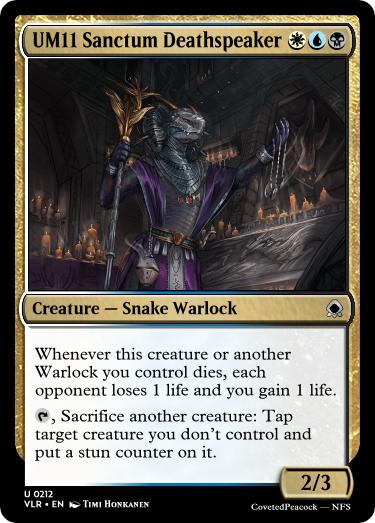 UM11 Sanctum Deathspeaker
Creature — Snake Warlock
Whenever this creature or another
Warlock you control dies, each
opponent loses 1 life and you gain 1 life.
, Sacrifice another creature: Tap
target creature you don't control and
put a stun counter on it.
2/3
U 0212
VLR • EN Timi Honkanen
CovetedPeacock — NFS